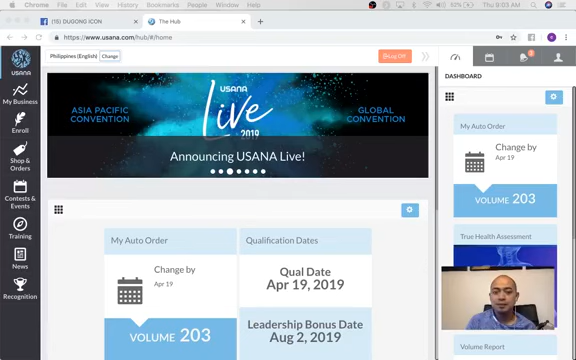 Chrome File Edit View History Bookmarks People Window Help
Thu 9:03 AM
(15) DUGONG ICON
The Hub
https://www.usana.com/hub/#/home
Philippines (English)
Change
Log Off
USANA
My Business
Enroll
Shop & Orders
Contests & Events
Training
News
Recognition
ASIA PACIFIC
CONVENTION
USANA
Live
2019
GLOBAL
CONVENTION
Announcing USANA Live!
My Auto Order
Change by
Apr 19
VOLUME 203
Qualification Dates
Qual Date
Apr 19, 2019
Leadership Bonus Date
Aug 2, 2019
DASHBOARD
My Auto Order
Change by
Apr 19
VOLUME 203
True Health Assessment
Volume Report